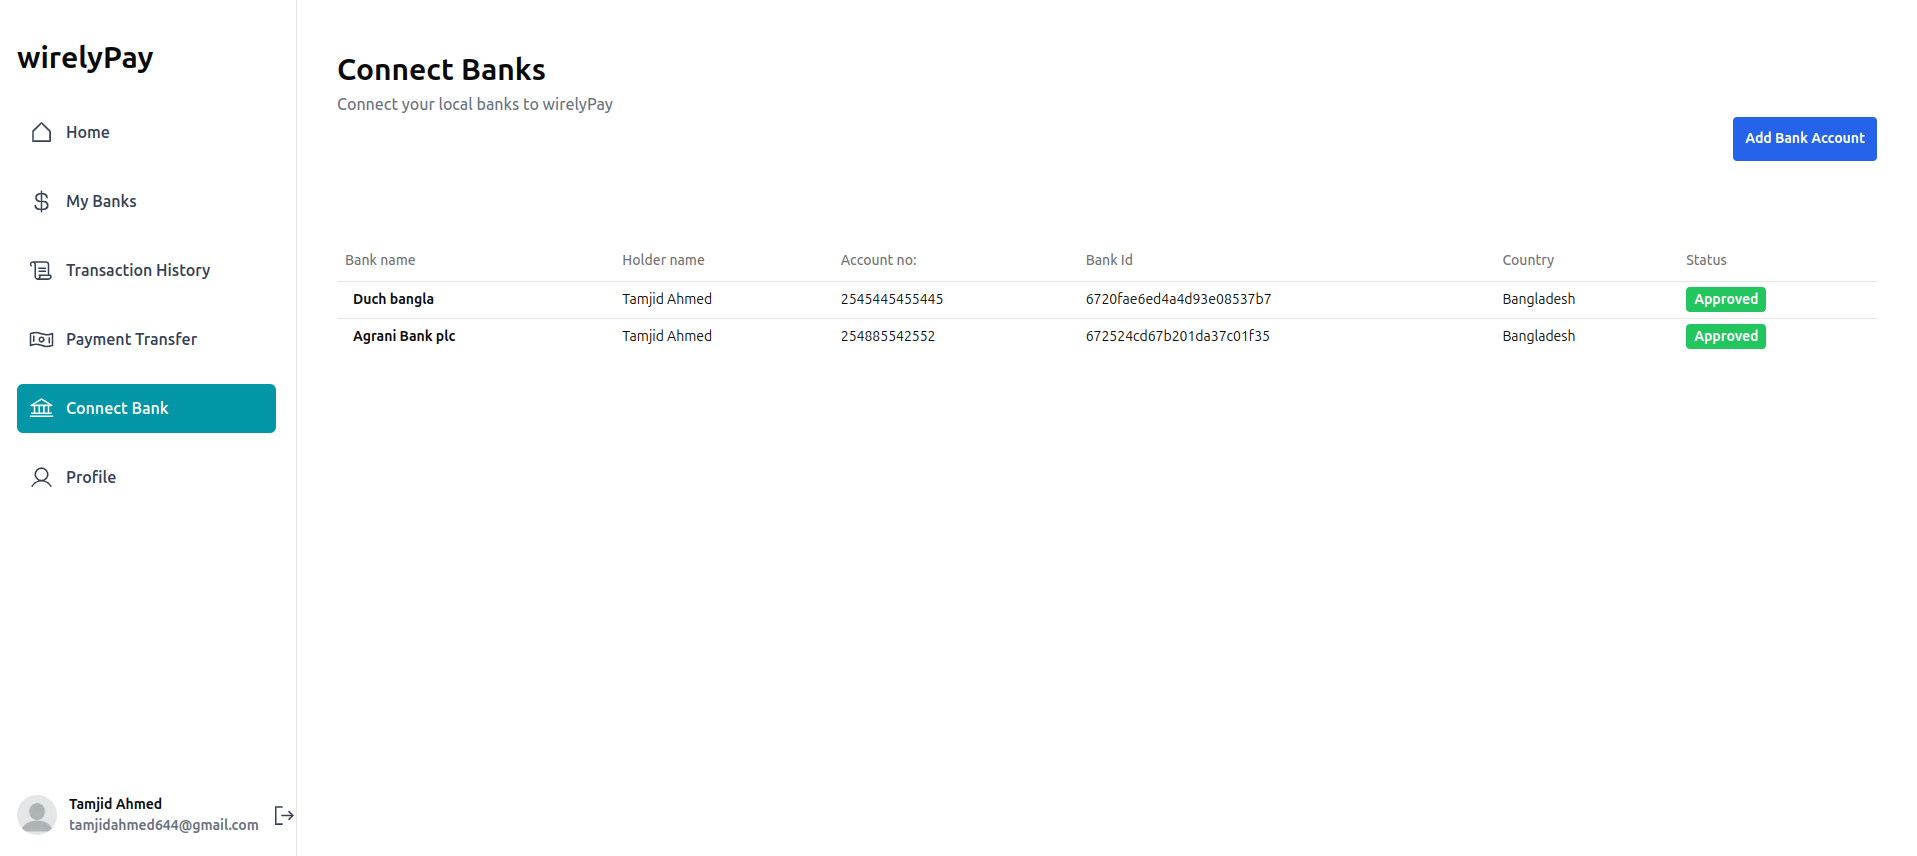 wirelyPay
Home
My Banks
Transaction History
Payment Transfer
Connect Bank
Profile
Tamjid Ahmed
tamjidahmed644@gmail.com
Connect Banks
Connect your local banks to wirelyPay
Add Bank Account
Bank name Holder name Account no: Bank Id Country Status
Duch bangla Tamjid Ahmed 2545445455445 6720fae6ed4a4d93e08537b7 Bangladesh Approved
Agrani Bank plc Tamjid Ahmed 254885542552 672524cd67b201da37c01f35 Bangladesh Approved